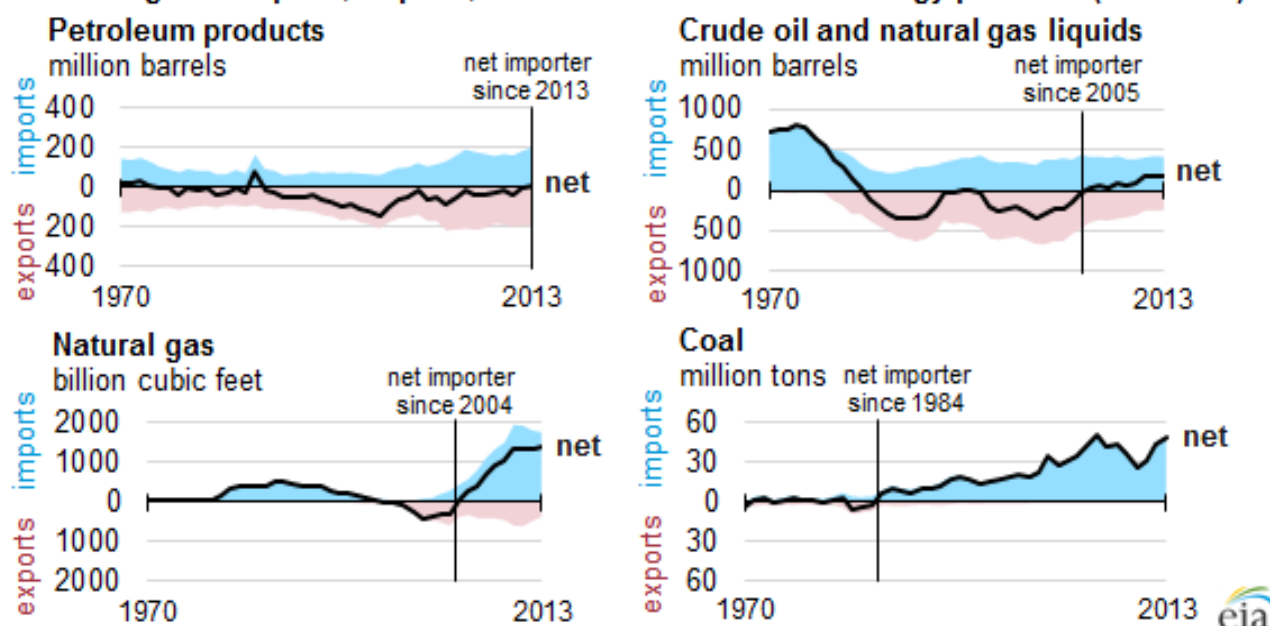 Petroleum products
million barrels
net importer
since 2013
400
200
0
200
400
imports
exports
net
1970
2013
Crude oil and natural gas liquids
million barrels
net importer
since 2005
1000
500
0
500
1000
imports
exports
net
1970
2013
Natural gas
billion cubic feet
net importer
since 2004
2000
1000
0
1000
2000
imports
exports
net
1970
2013
Coal
million tons
net importer
since 1984
60
30
0
30
60
imports
exports
net
1970
2013
eia